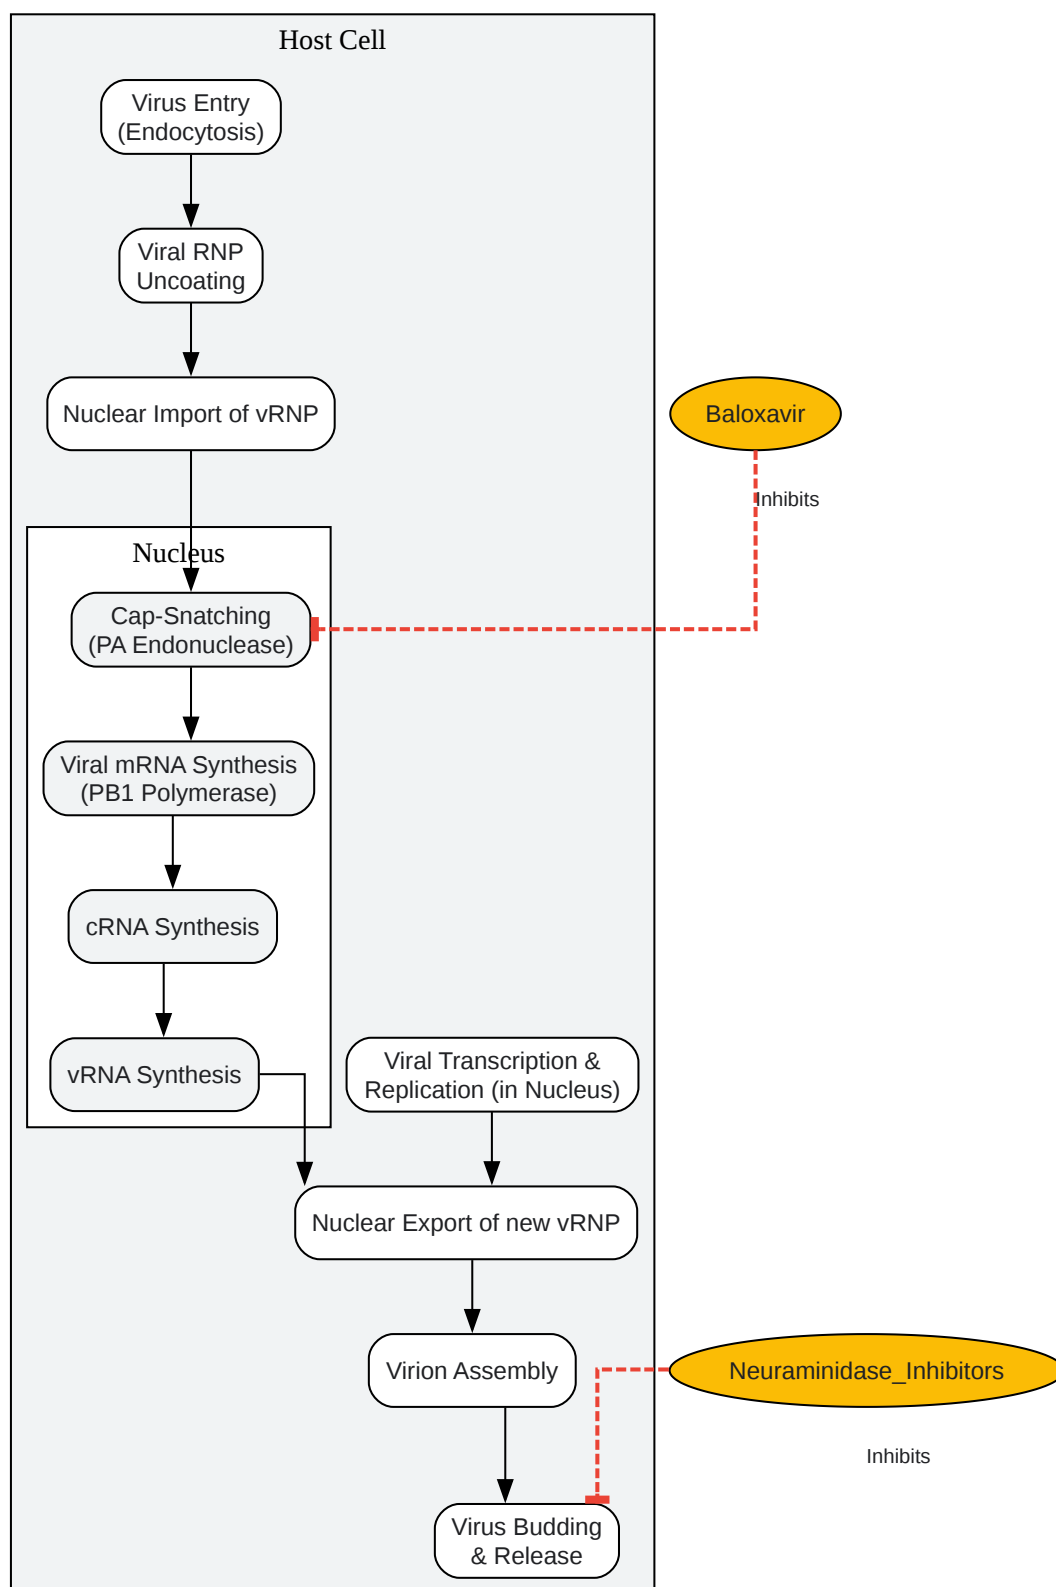 Host Cell
Virus Entry
(Endocytosis)
Viral RNP
Uncoating
Nuclear Import of vRNP
Baloxavir
Inhibits
Nucleus
Cap-Snatching
(PA Endonuclease)
Viral mRNA Synthesis
(PB1 Polymerase)
cRNA Synthesis
vRNA Synthesis
Viral Transcription &
Replication (in Nucleus)
Nuclear Export of new vRNP
Virion Assembly
Neuraminidase_Inhibitors
Inhibits
Virus Budding
& Release